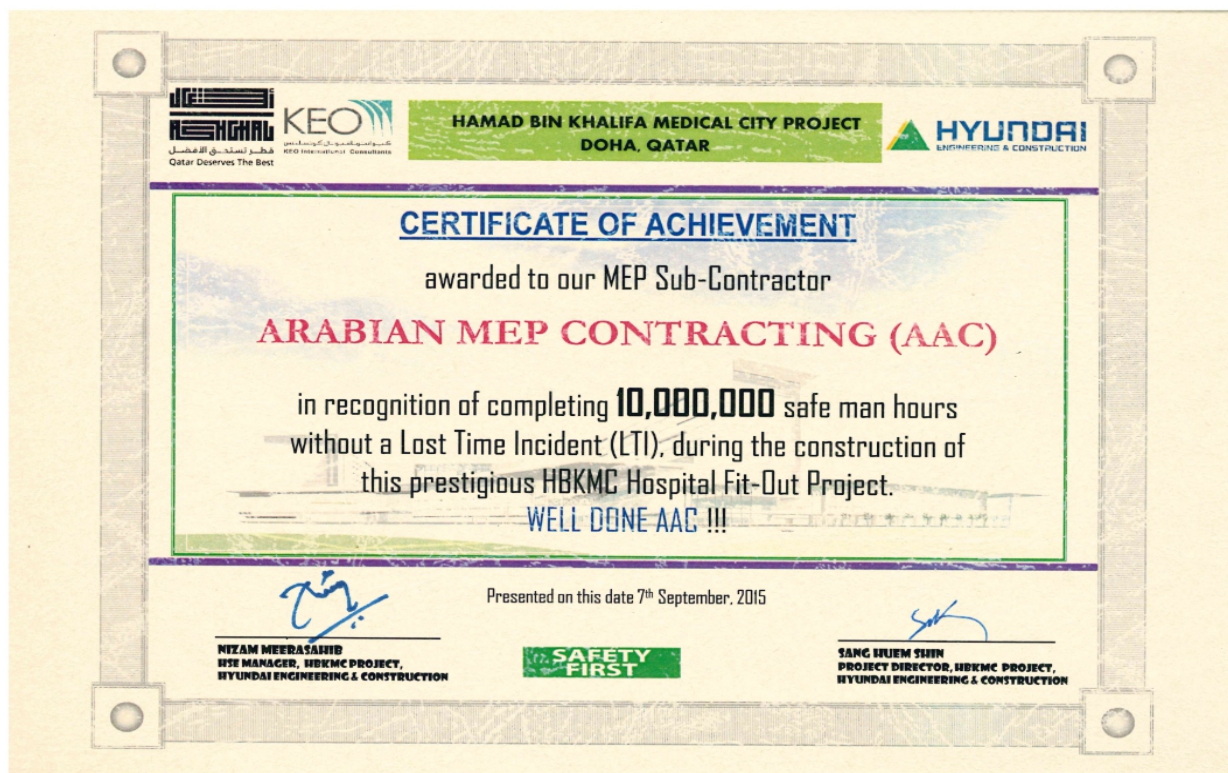 أشغال
ASHGHAL
قطر تستحق الأفضل
Qatar Deserves The Best
KEO
كيو انترناشيونال كونسلتنس
KEO International Consultants
HAMAD BIN KHALIFA MEDICAL CITY PROJECT
DOHA, QATAR
HYUNDAI
ENGINEERING & CONSTRUCTION
CERTIFICATE OF ACHIEVEMENT
awarded to our MEP Sub-Contractor
ARABIAN MEP CONTRACTING (AAC)
in recognition of completing 10,000,000 safe man hours
without a Lost Time Incident (LTI), during the construction of
this prestigious HBKMC Hospital Fit-Out Project.
WELL DONE AAC !!!
Presented on this date 7th September, 2015
NIZAM MEERASAHIB
HSE MANAGER, HBKMC PROJECT,
HYUNDAI ENGINEERING & CONSTRUCTION
SAFETY
FIRST
SANG HUEM SHIN
PROJECT DIRECTOR, HBKMC PROJECT,
HYUNDAI ENGINEERING & CONSTRUCTION